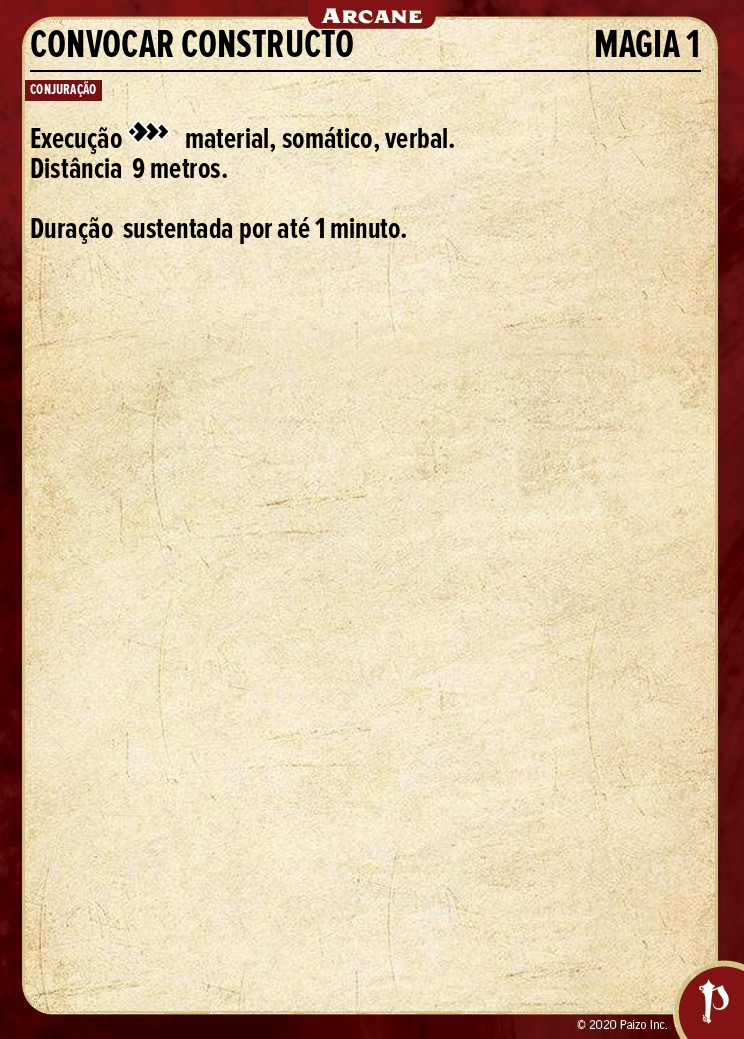 ARCANE
CONVOCAR CONSTRUCTO MAGIA 1
CONJURAÇÃO
Execução material, somático, verbal.
Distância 9 metros.
Duração sustentada por até 1 minuto.
© 2020 Paizo Inc.